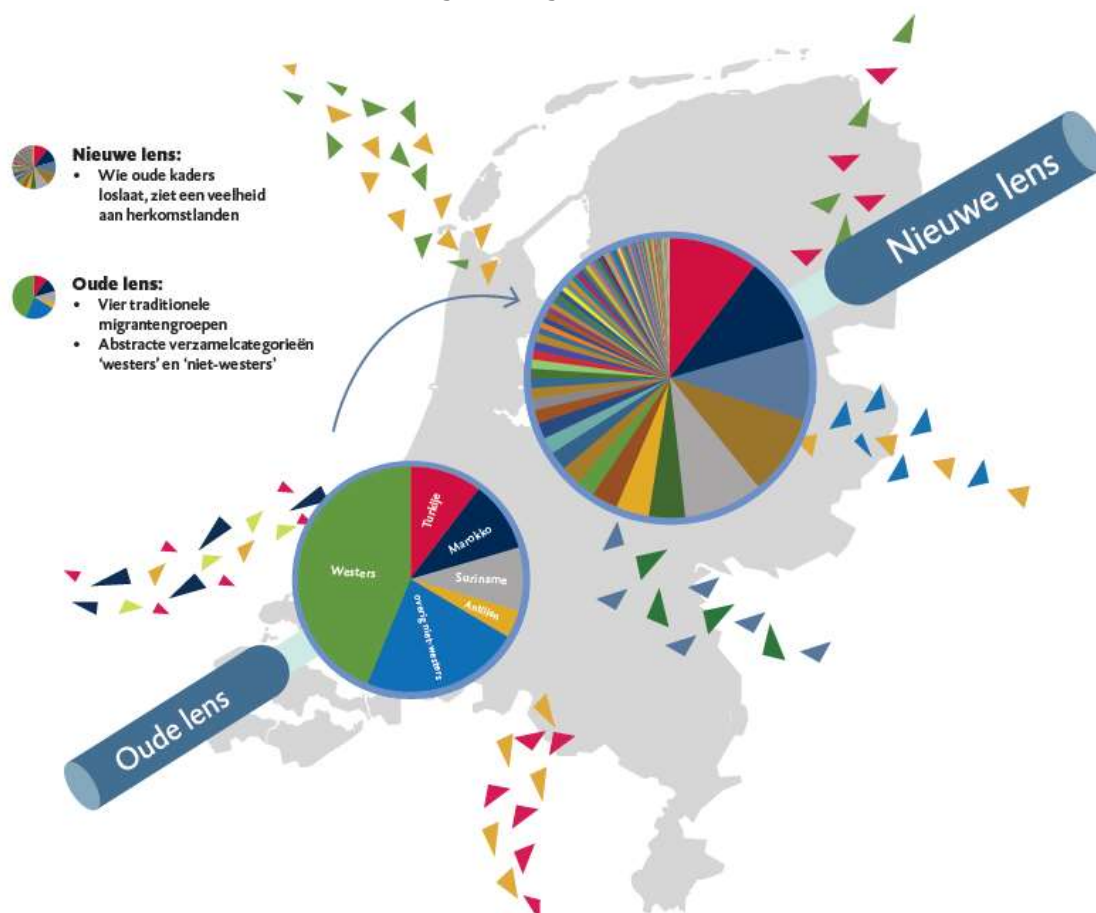 Nieuwe lens:
• Wie oude kaders
loslaat, ziet een veelheid
aan herkomstlanden
Oude lens:
• Vier traditionele
migrantengroepen
• Abstracte verzamelcategorieën
‘westers’ en ‘niet-westers’
Nieuwe lens
Turkije
Marokko
Suriname
Antillen
overig niet-westers
Westers
Oude lens